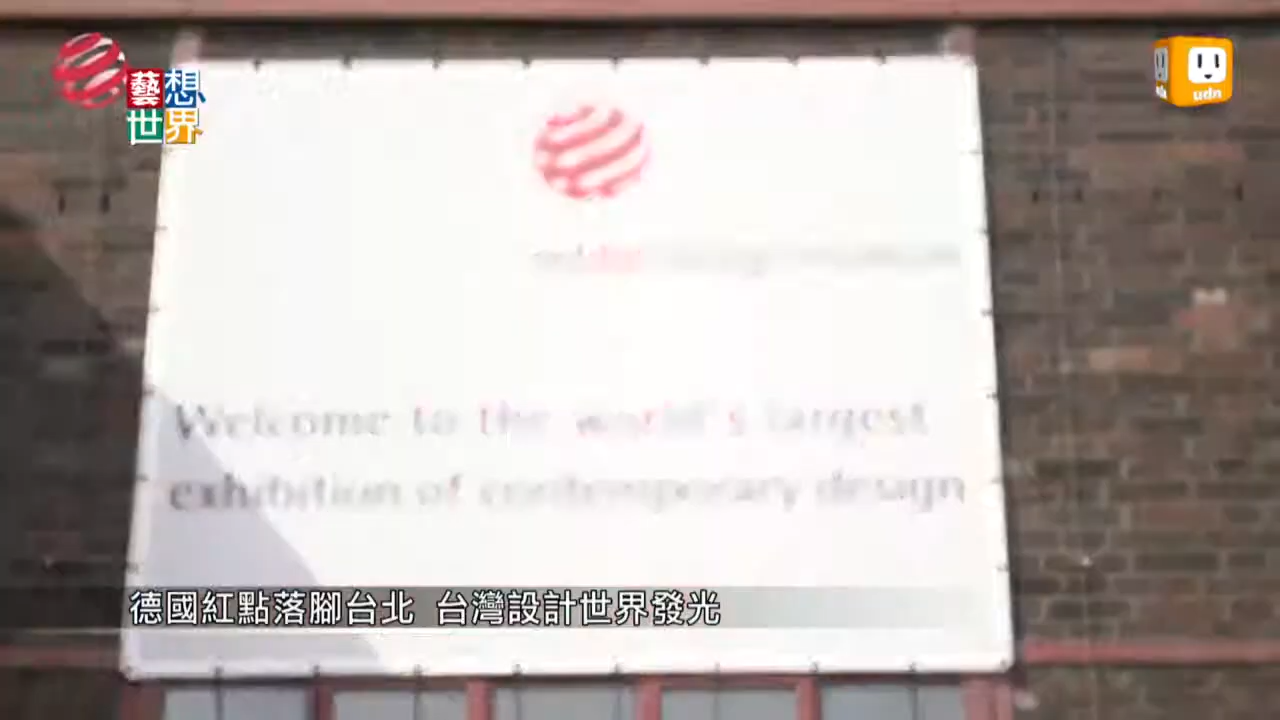 藝想
世界
udn
Welcome to the world's largest
exhibition of contemporary design
德國紅點落腳台北 台灣設計世界發光